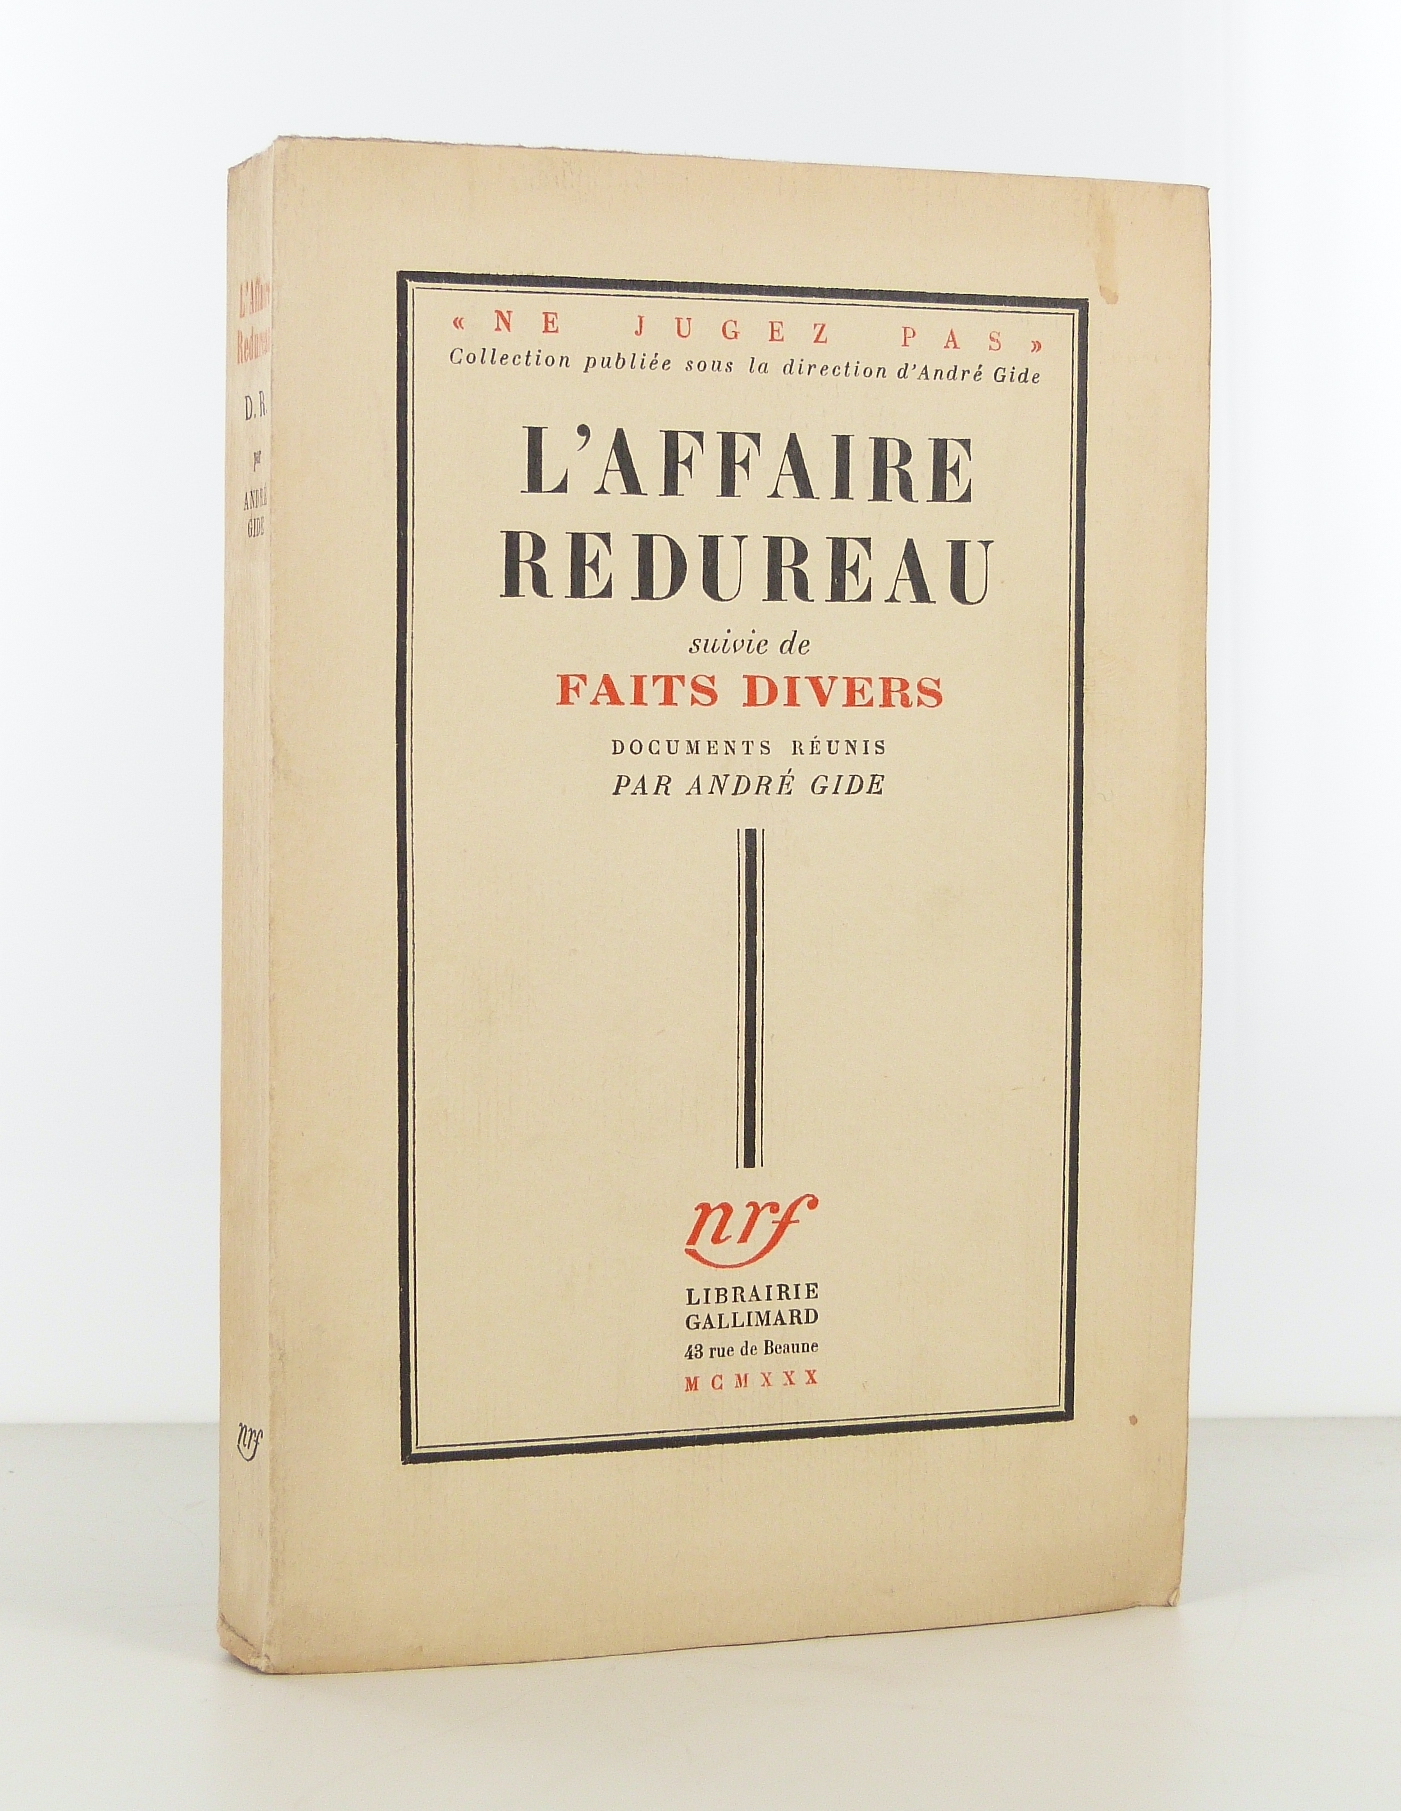 « NE JUGEZ PAS »
Collection publiée sous la direction d'André Gide
L'AFFAIRE
REDUREAU
suivie de
FAITS DIVERS
DOCUMENTS RÉUNIS
PAR ANDRÉ GIDE
nrf
LIBRAIRIE
GALLIMARD
43 rue de Beaune
MCMXXX
D. R.
par
ANDRÉ
GIDE
nrf